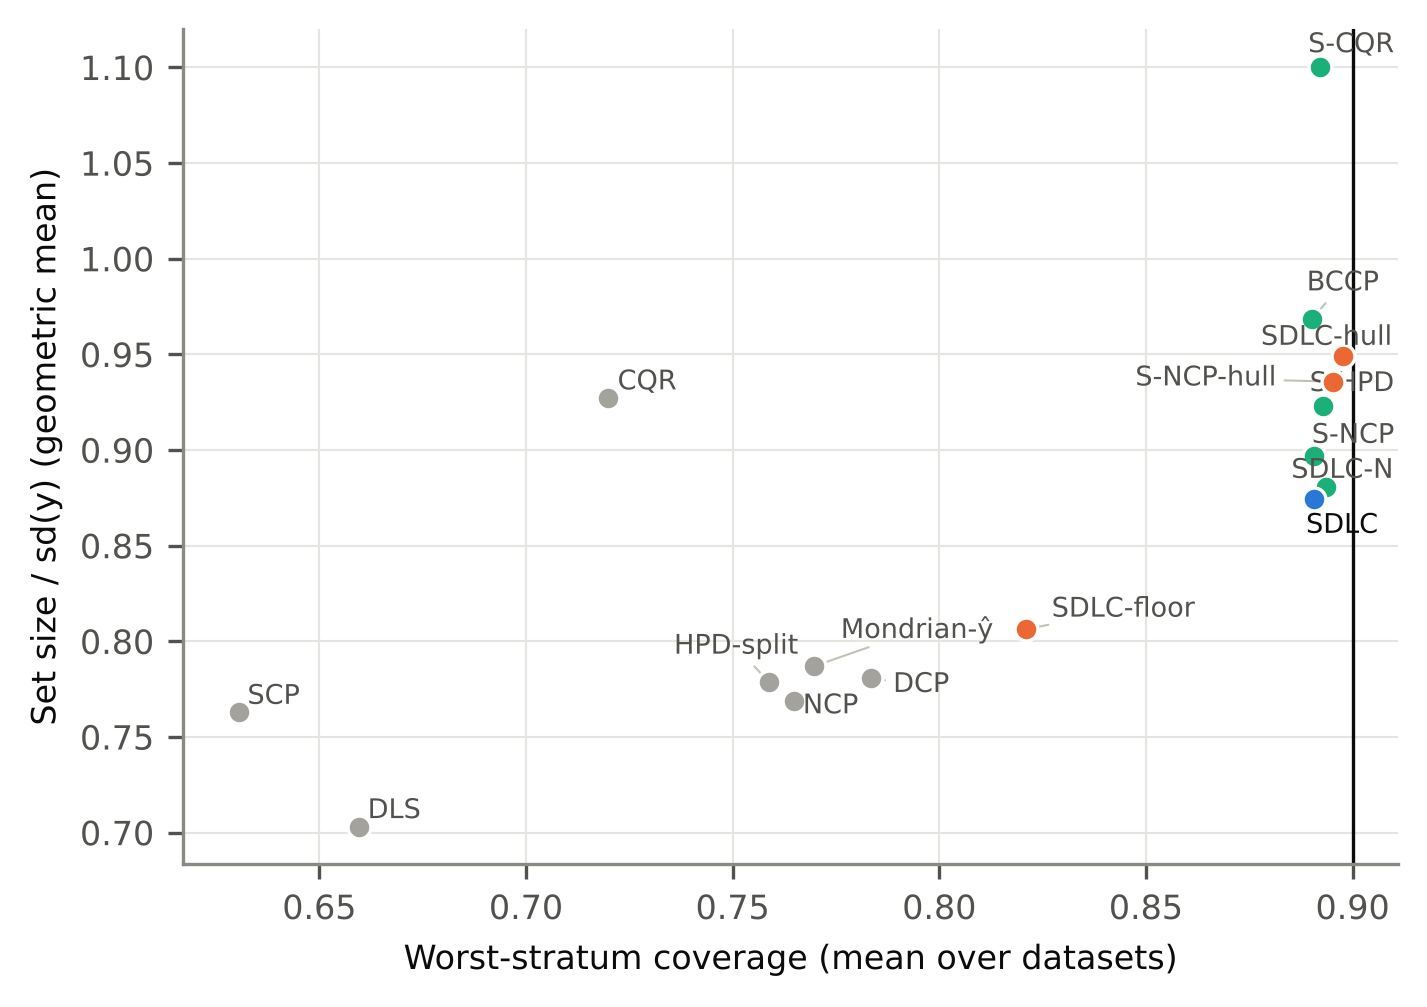 S-CQR
BCCP
SDLC-hull
S-NCP-hull
CQR
S-NCP
SDLC-N
SDLC
SDLC-floor
Mondrian-ŷ
HPD-split
DCP
NCP
SCP
DLS
1.10
1.05
1.00
0.95
0.90
0.85
0.80
0.75
0.70
0.65
0.70
0.75
0.80
0.85
0.90
Set size / sd(y) (geometric mean)
Worst-stratum coverage (mean over datasets)